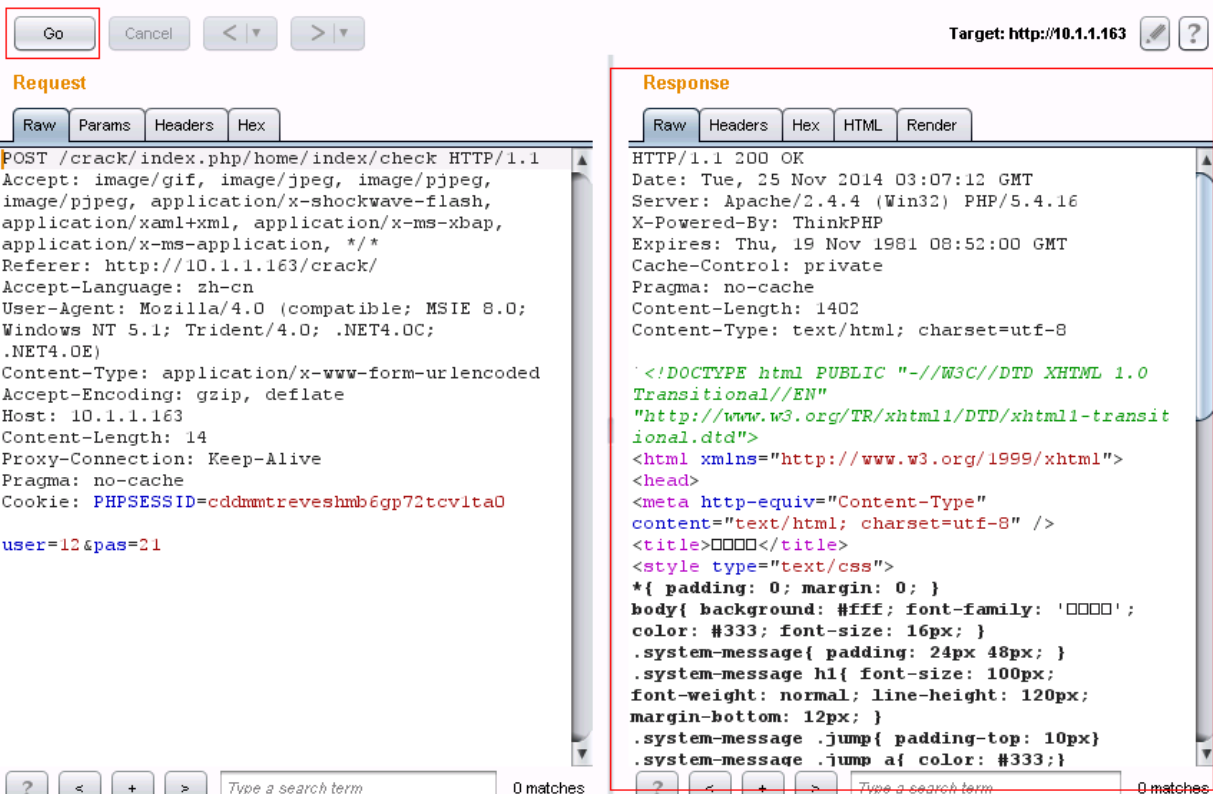 Go
Cancel
<
>
Target: http://10.1.1.163
?
Request
Raw
Params
Headers
Hex
POST /crack/index.php/home/index/check HTTP/1.1
Accept: image/gif, image/jpeg, image/pjpeg,
image/pjpeg, application/x-shockwave-flash,
application/xaml+xml, application/x-ms-xbap,
application/x-ms-application, */*
Referer: http://10.1.1.163/crack/
Accept-Language: zh-cn
User-Agent: Mozilla/4.0 (compatible; MSIE 8.0;
Windows NT 5.1; Trident/4.0; .NET4.0C;
.NET4.0E)
Content-Type: application/x-www-form-urlencoded
Accept-Encoding: gzip, deflate
Host: 10.1.1.163
Content-Length: 14
Proxy-Connection: Keep-Alive
Pragma: no-cache
Cookie: PHPSESSID=cddmmtreveshmb6gp72tcv1ta0
user=12&pas=21
?
<
+
>
Type a search term
0 matches
Response
Raw
Headers
Hex
HTML
Render
HTTP/1.1 200 OK
Date: Tue, 25 Nov 2014 03:07:12 GMT
Server: Apache/2.4.4 (Win32) PHP/5.4.16
X-Powered-By: ThinkPHP
Expires: Thu, 19 Nov 1981 08:52:00 GMT
Cache-Control: private
Pragma: no-cache
Content-Length: 1402
Content-Type: text/html; charset=utf-8
<!DOCTYPE html PUBLIC "-//W3C//DTD XHTML 1.0
Transitional//EN"
"http://www.w3.org/TR/xhtml1/DTD/xhtml1-transit
ional.dtd">
<html xmlns="http://www.w3.org/1999/xhtml">
<head>
<meta http-equiv="Content-Type"
content="text/html; charset=utf-8" />
<title>□□□□</title>
<style type="text/css">
*{ padding: 0; margin: 0; }
body{ background: #fff; font-family: '□□□□';
color: #333; font-size: 16px; }
.system-message{ padding: 24px 48px; }
.system-message h1{ font-size: 100px;
font-weight: normal; line-height: 120px;
margin-bottom: 12px; }
.system-message .jump{ padding-top: 10px}
.system-message .jump a{ color: #333;}
?
<
+
>
Type a search term
0 matches